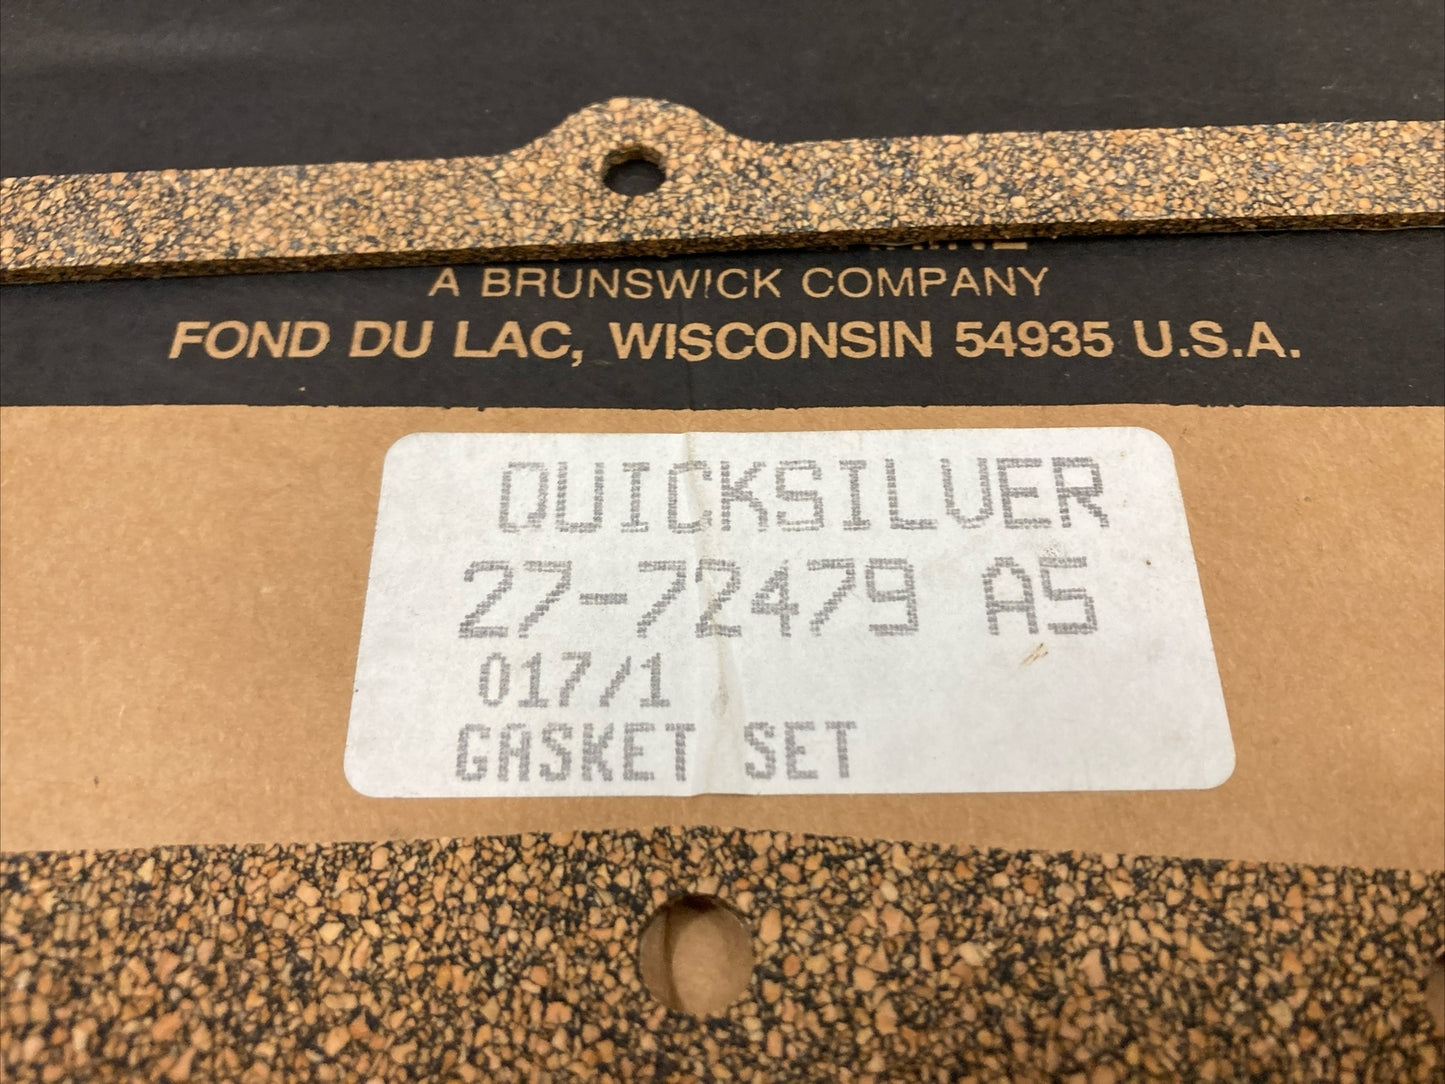 A BRUNSWICK COMPANY
FOND DU LAC, WISCONSIN 54935 U.S.A.
QUICKSILVER
27-72479 A5
017/1
GASKET SET